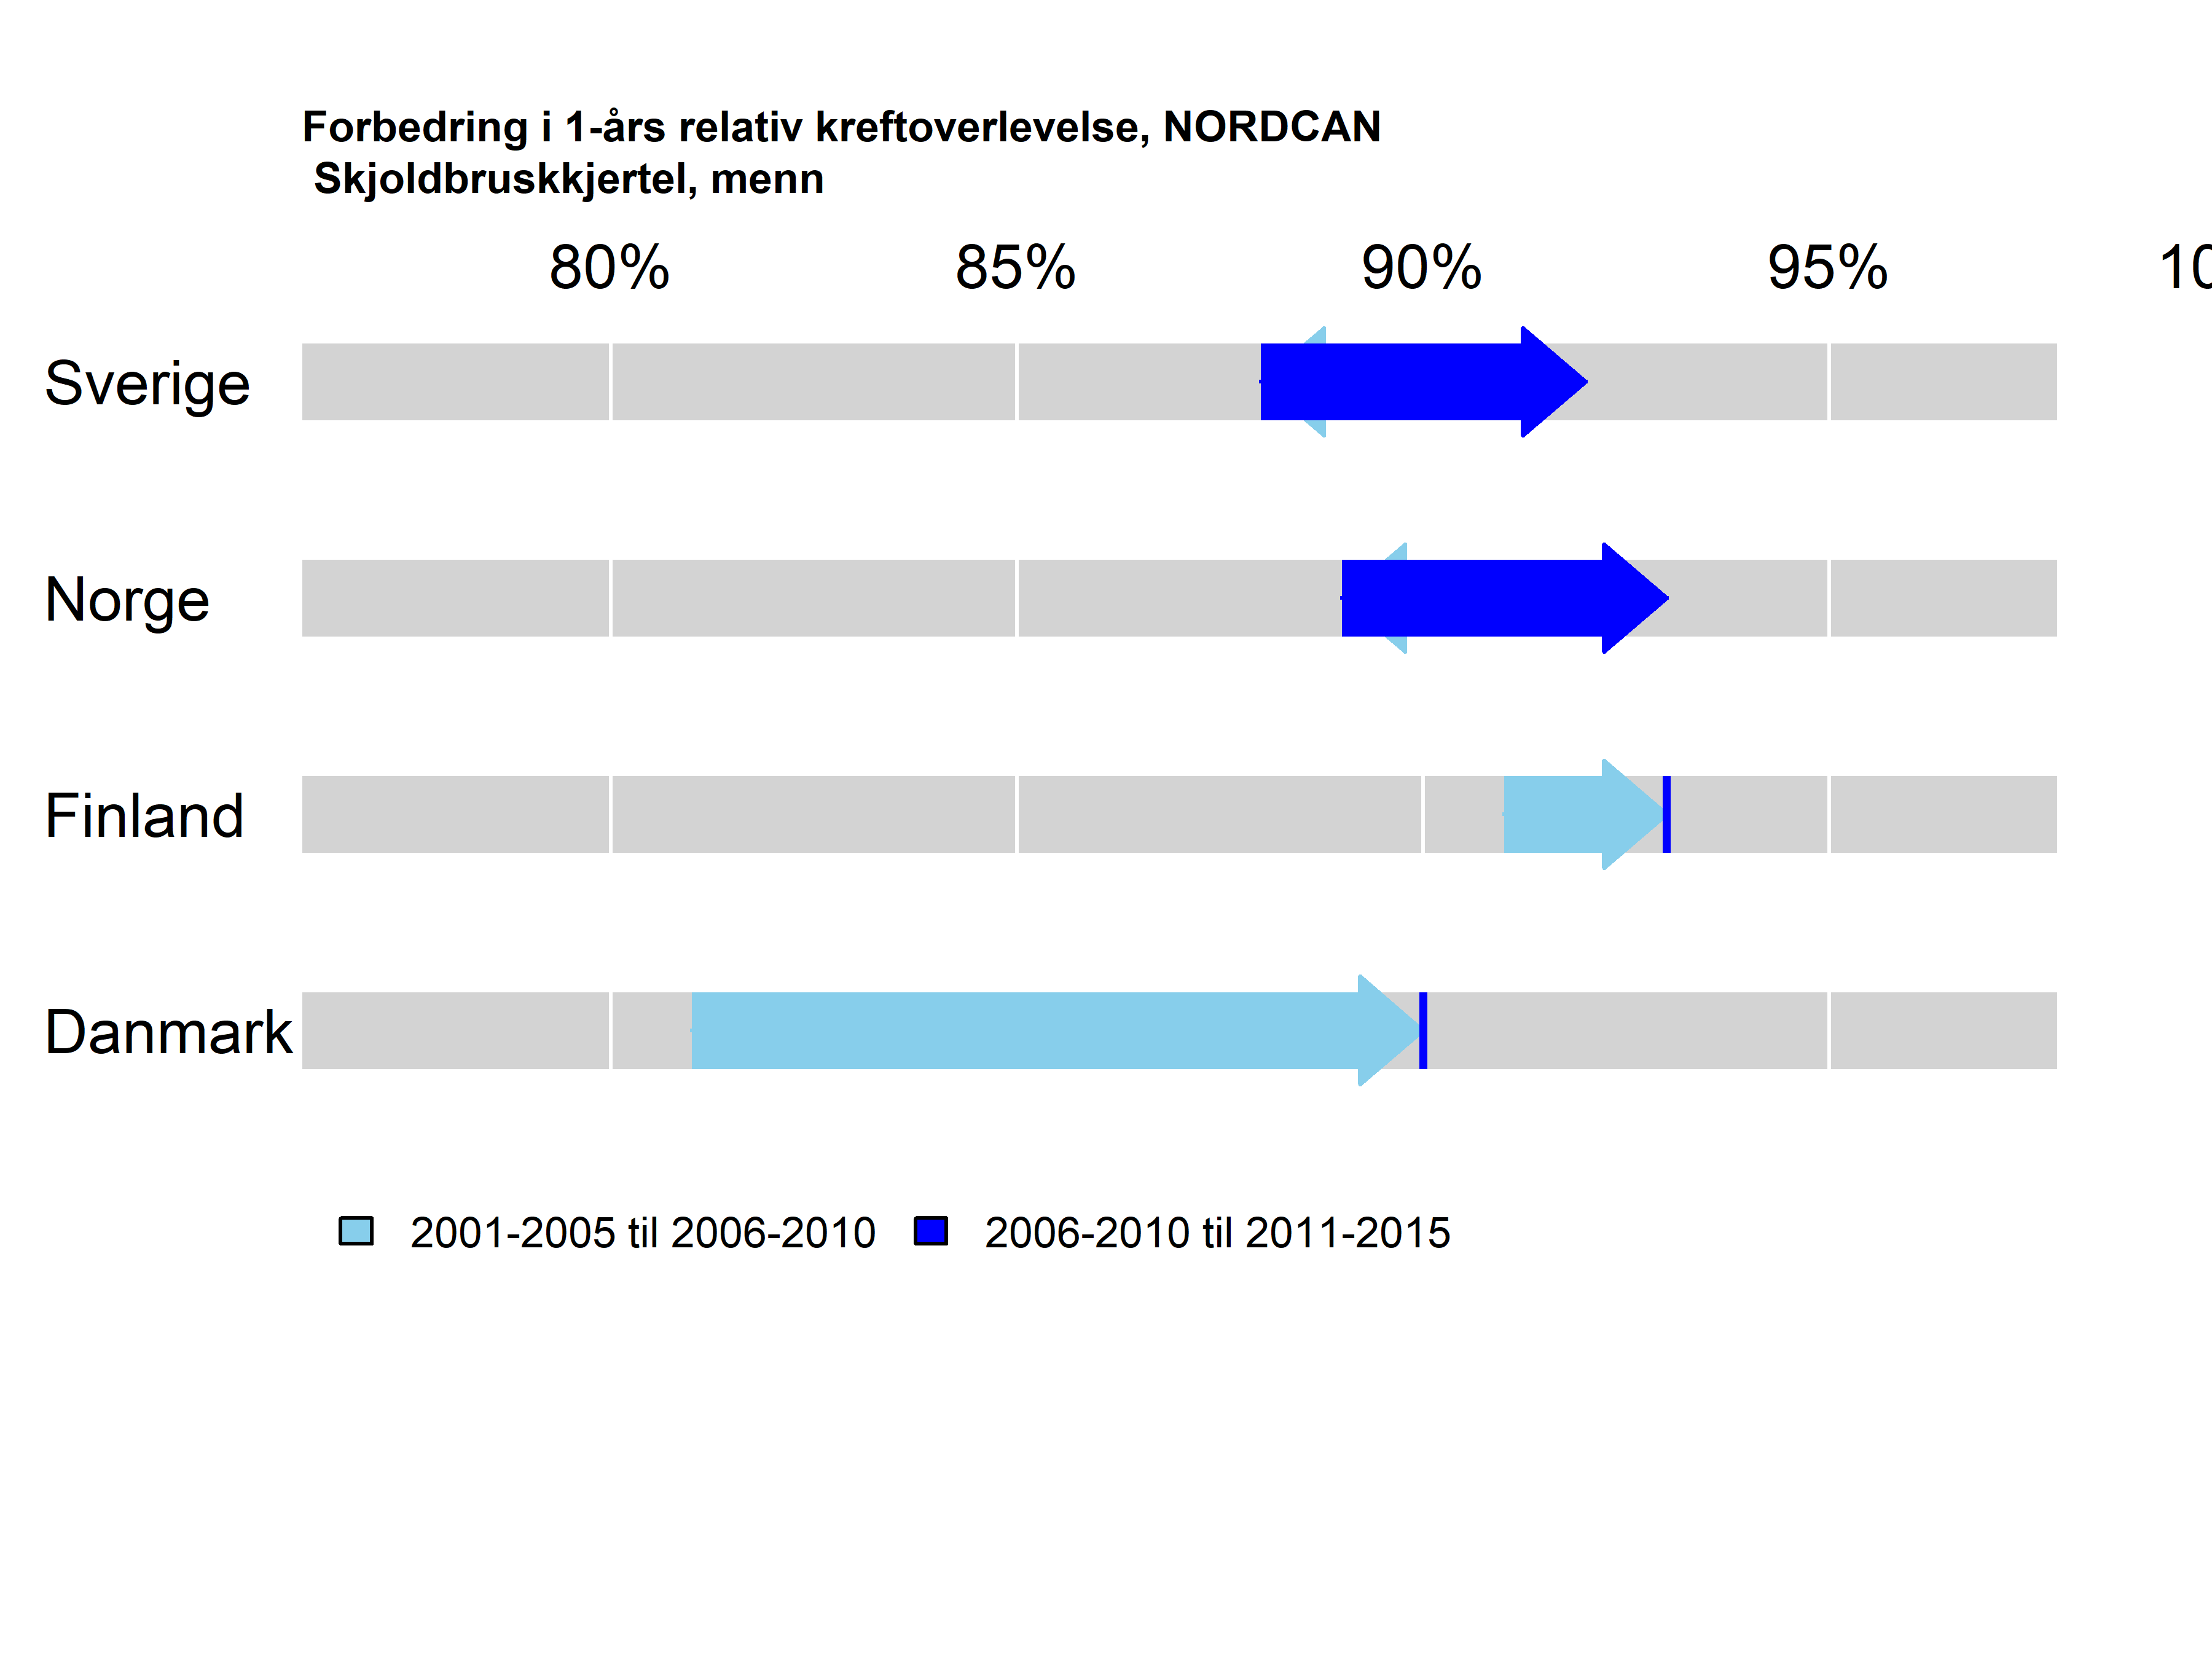 Forbedring i 1-års relativ kreftoverlevelse, NORDCAN
Skjoldbruskkjertel, menn
80% 85% 90% 95% 10
Sverige
Norge
Finland
Danmark
2001-2005 til 2006-2010 2006-2010 til 2011-2015